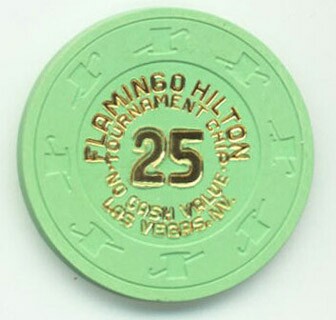 FLAMINGO HILTON
TOURNAMENT CHIP
25
NO CASH VALUE
LAS VEGAS, NV.